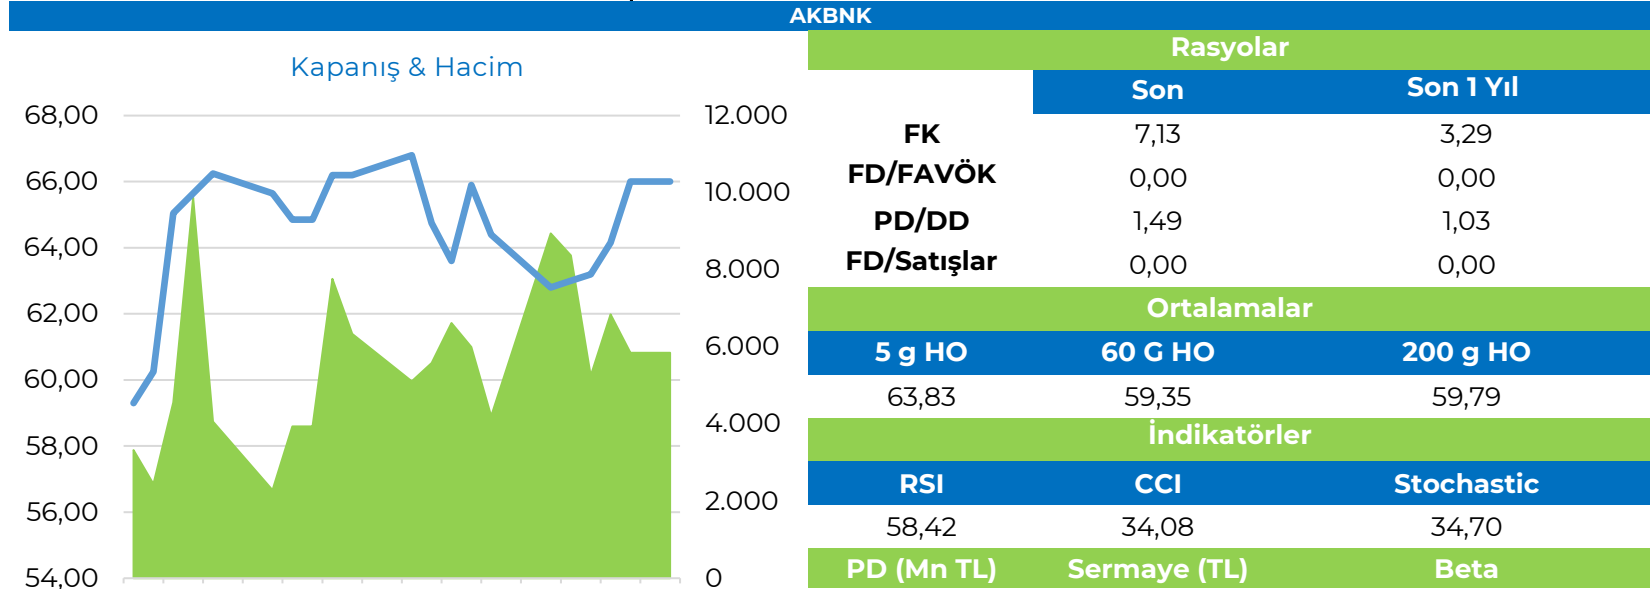 AKBNK
Kapanış & Hacim
68,00
66,00
64,00
62,00
60,00
58,00
56,00
54,00
12.000
10.000
8.000
6.000
4.000
2.000
0
Rasyolar
Son Son 1 Yıl
FK 7,13 3,29
FD/FAVÖK 0,00 0,00
PD/DD 1,49 1,03
FD/Satışlar 0,00 0,00
Ortalamalar
5 g HO 60 G HO 200 g HO
63,83 59,35 59,79
İndikatörler
RSI CCI Stochastic
58,42 34,08 34,70
PD (Mn TL) Sermaye (TL) Beta